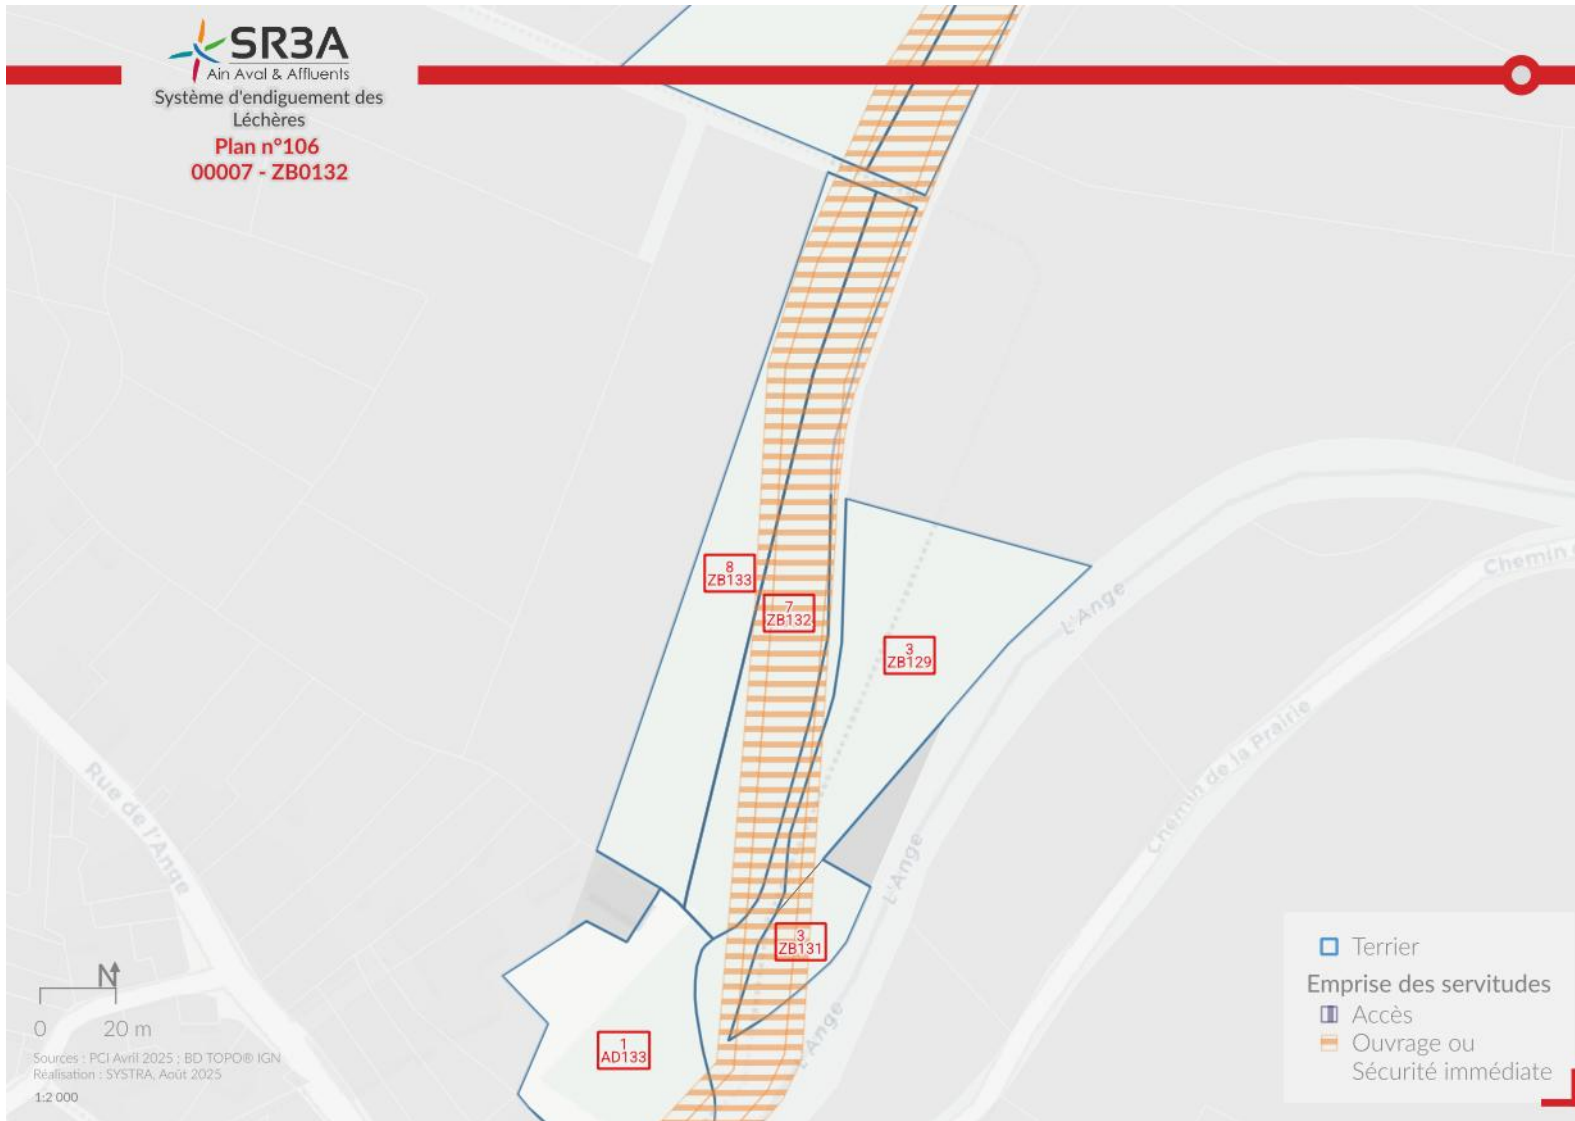 SR3A
Ain Aval & Affluents
Système d'endiguement des
Léchères
Plan n°106
00007 - ZB0132
8
ZB133
7
ZB132
3
ZB129
3
ZB131
1
AD133
L'Ange
Chemin de la Prairie
Chemin
L'Ange
L'Ange
Rue de l'Ange
N
0 20 m
Sources : PCI Avril 2025 ; BD TOPO® IGN
Réalisation : SYSTRA, Août 2025
1:2 000
Terrier
Emprise des servitudes
Accès
Ouvrage ou
Sécurité immédiate